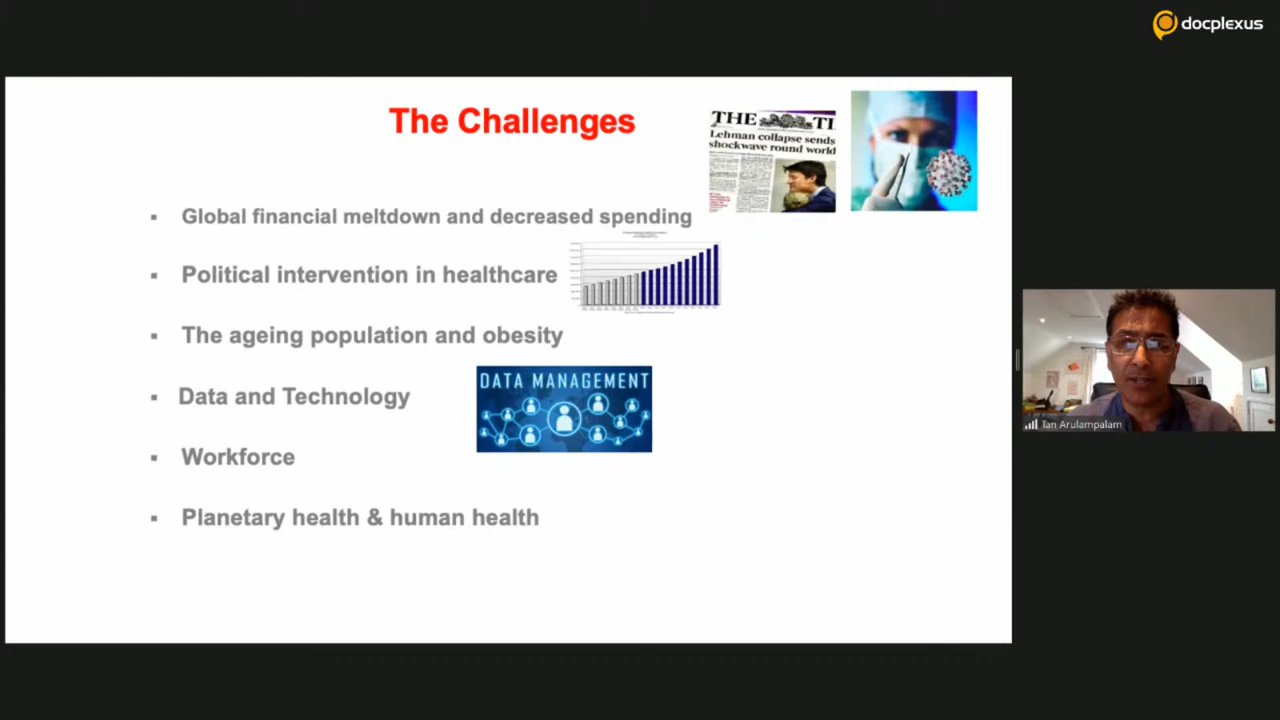 docplexus
The Challenges
THE TI
Lehman collapse sends
shockwave round world
Global financial meltdown and decreased spending
Political intervention in healthcare
The ageing population and obesity
DATA MANAGEMENT
Data and Technology
Workforce
Planetary health & human health
Tan Arulampalam